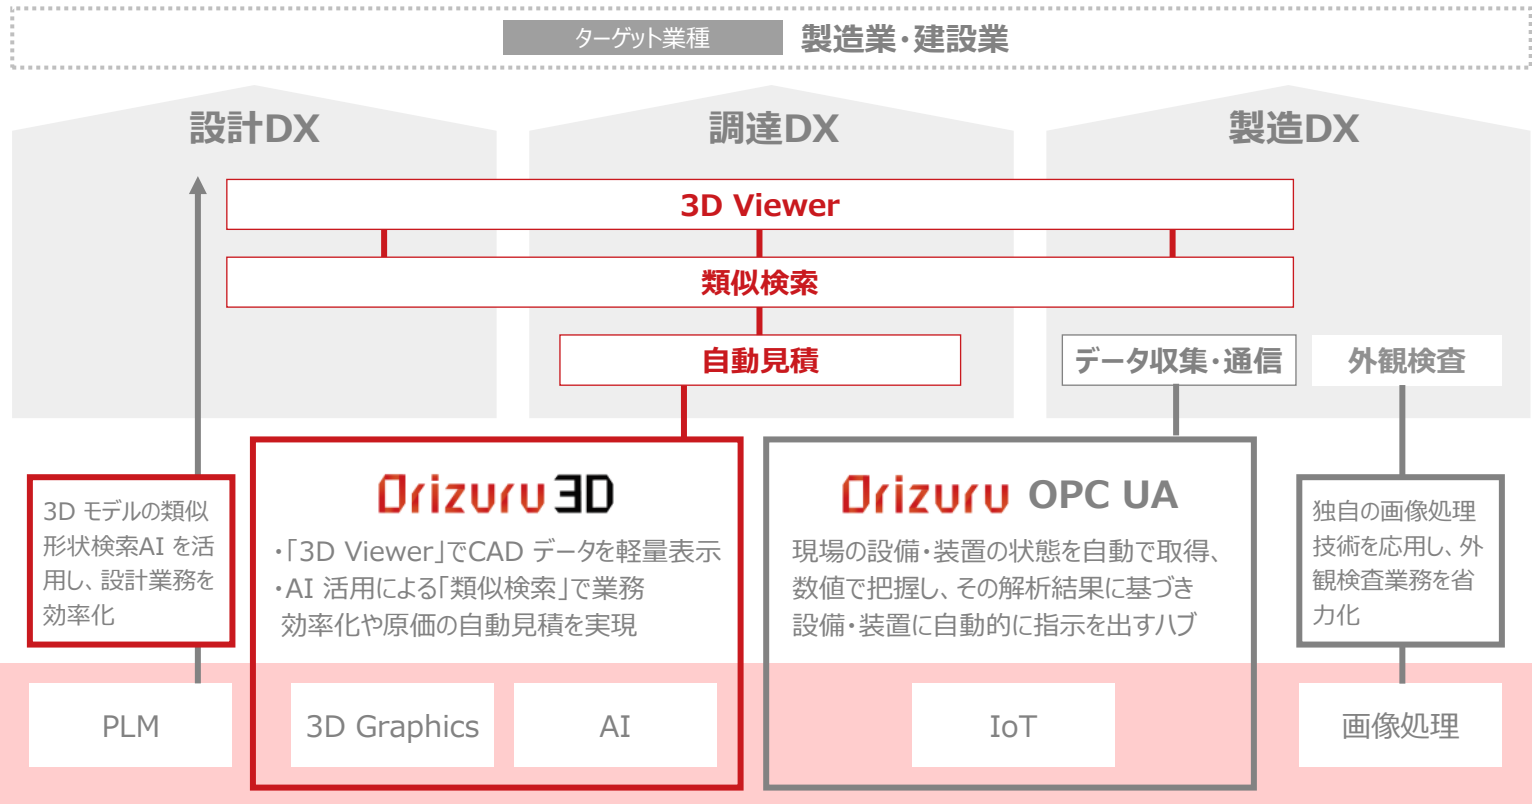 ターゲット業種 製造業・建設業
設計DX
調達DX
製造DX
3D Viewer
類似検索
自動見積
データ収集・通信
外観検査
3D モデルの類似
形状検索AI を活
用し、設計業務を
効率化
Orizuru 3D
・「3D Viewer」でCAD データを軽量表示
・AI 活用による「類似検索」で業務
効率化や原価の自動見積を実現
Orizuru OPC UA
現場の設備・装置の状態を自動で取得、
数値で把握し、その解析結果に基づき
設備・装置に自動的に指示を出すハブ
独自の画像処理
技術を応用し、外
観検査業務を省
力化
PLM
3D Graphics
AI
IoT
画像処理